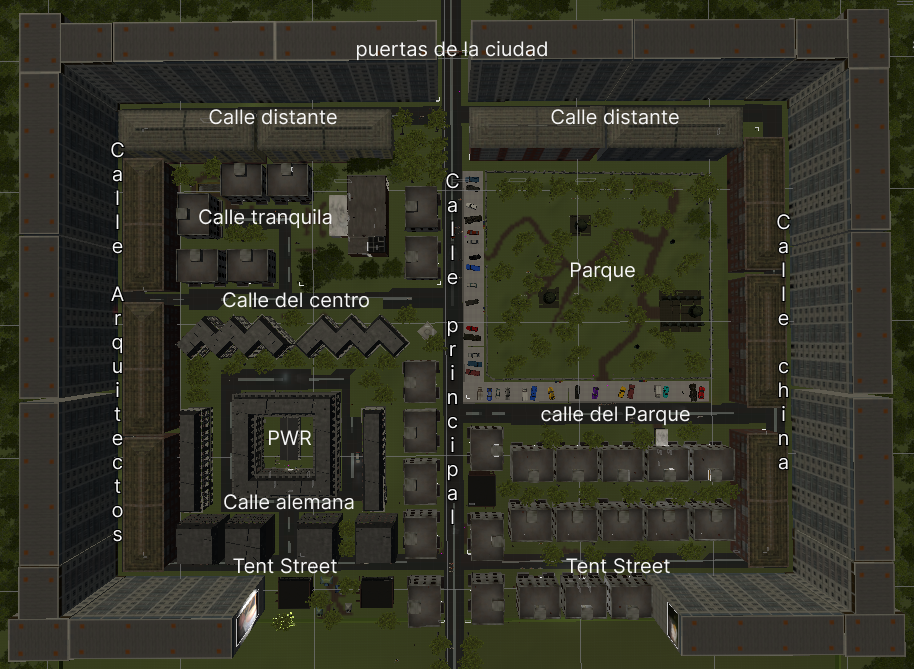 puertas de la ciudad
Calle distante
Calle distante
Calle Arquitectos
Calle tranquila
Calle principal
Calle china
Parque
Calle del centro
calle del Parque
PWR
Calle alemana
Tent Street
Tent Street